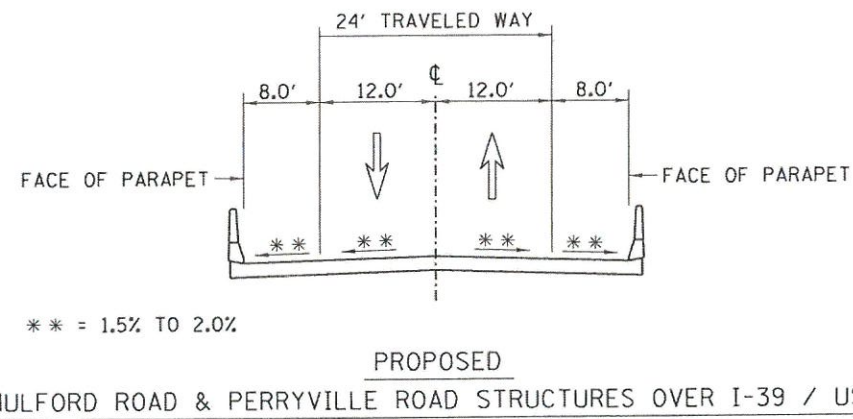 24' TRAVELED WAY
℄
8.0' 12.0' 12.0' 8.0'
FACE OF PARAPET FACE OF PARAPET
** ** ** **
** = 1.5% TO 2.0%
PROPOSED
ROAD & PERRYVILLE ROAD STRUCTURES OVER I-39 /